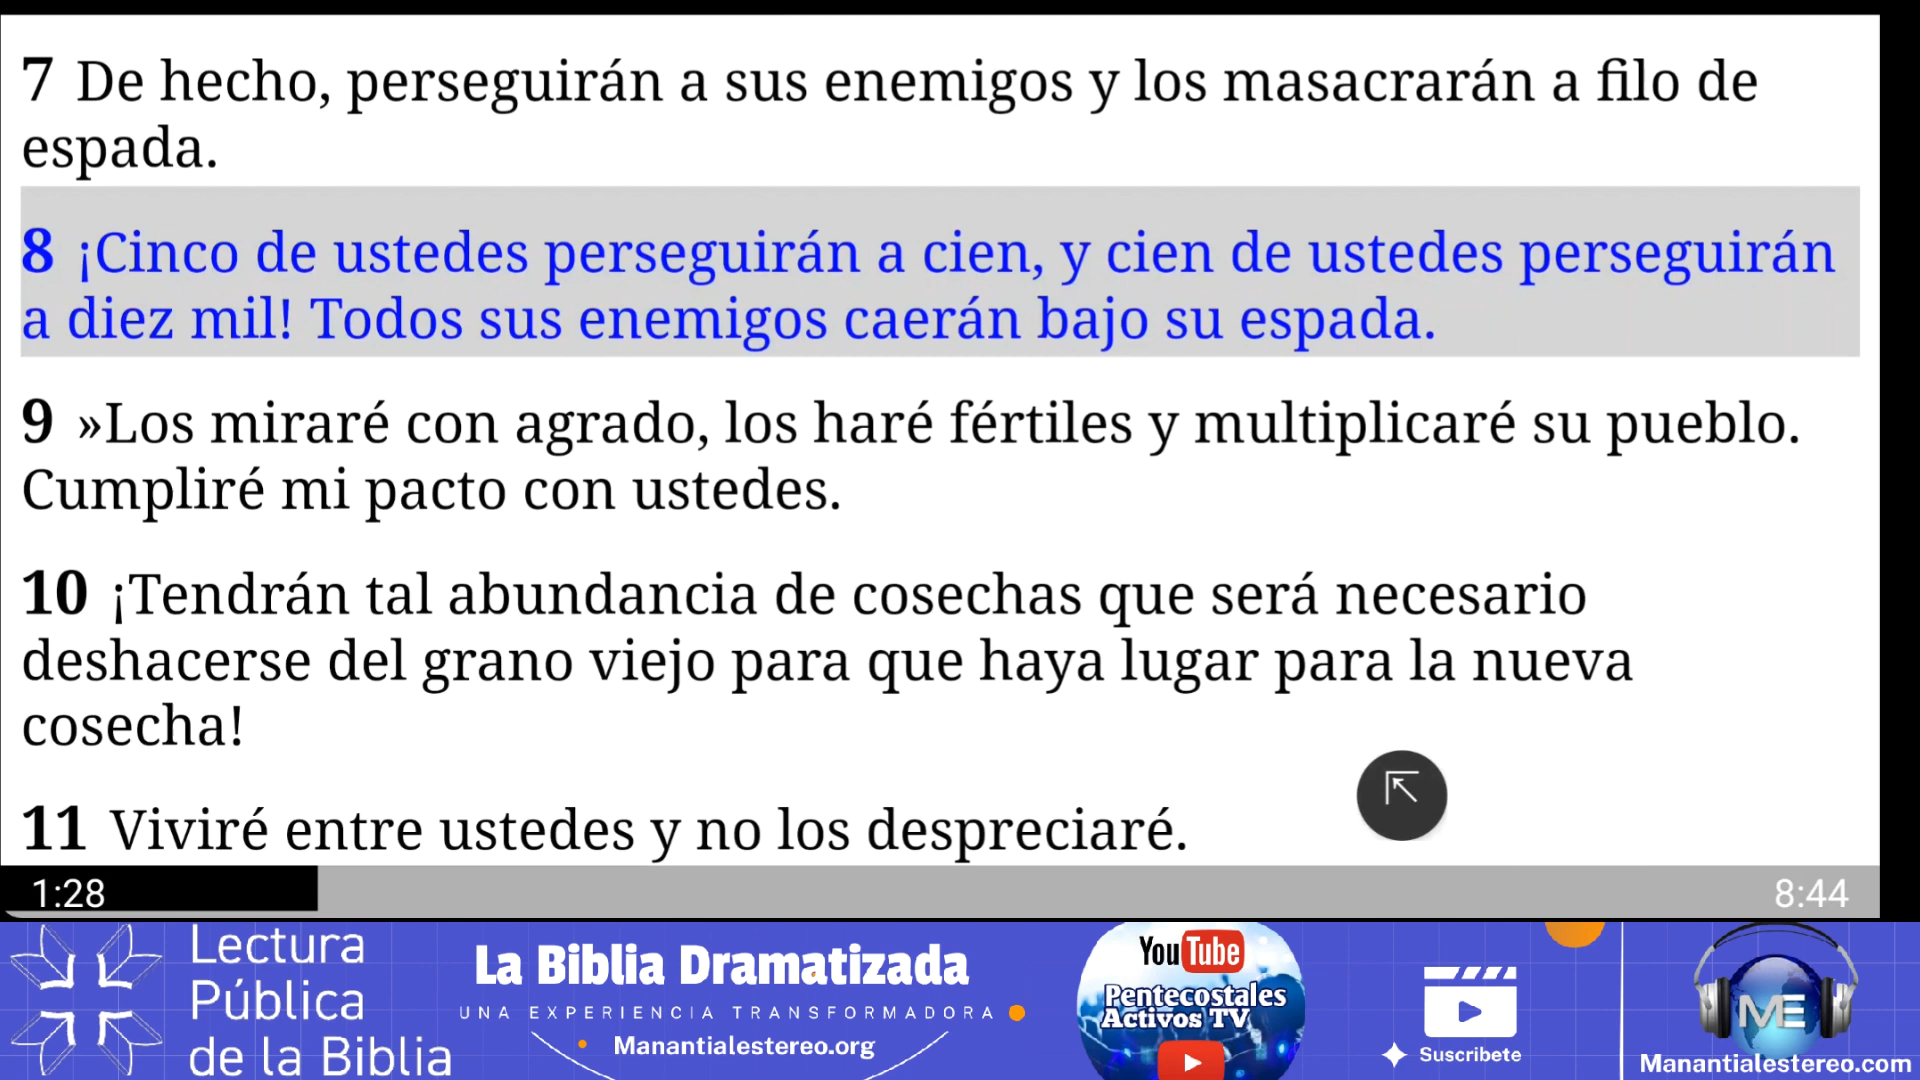 7 De hecho, perseguirán a sus enemigos y los masacrarán a filo de
espada.
8 ¡Cinco de ustedes perseguirán a cien, y cien de ustedes perseguirán
a diez mil! Todos sus enemigos caerán bajo su espada.
9 »Los miraré con agrado, los haré fértiles y multiplicaré su pueblo.
Cumpliré mi pacto con ustedes.
10 ¡Tendrán tal abundancia de cosechas que será necesario
deshacerse del grano viejo para que haya lugar para la nueva
cosecha!
11 Viviré entre ustedes y no los despreciaré.
1:28
8:44
Lectura
Pública
de la Biblia
La Biblia Dramatizada
UNA EXPERIENCIA TRANSFORMADORA
Manantialestereo.org
YouTube
Pentecostales
Activos TV
Suscribete
ME
Manantialestereo.com